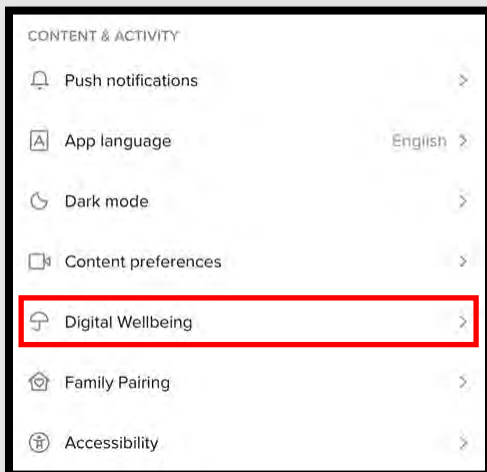 CONTENT & ACTIVITY
Push notifications
App language English
Dark mode
Content preferences
Digital Wellbeing
Family Pairing
Accessibility